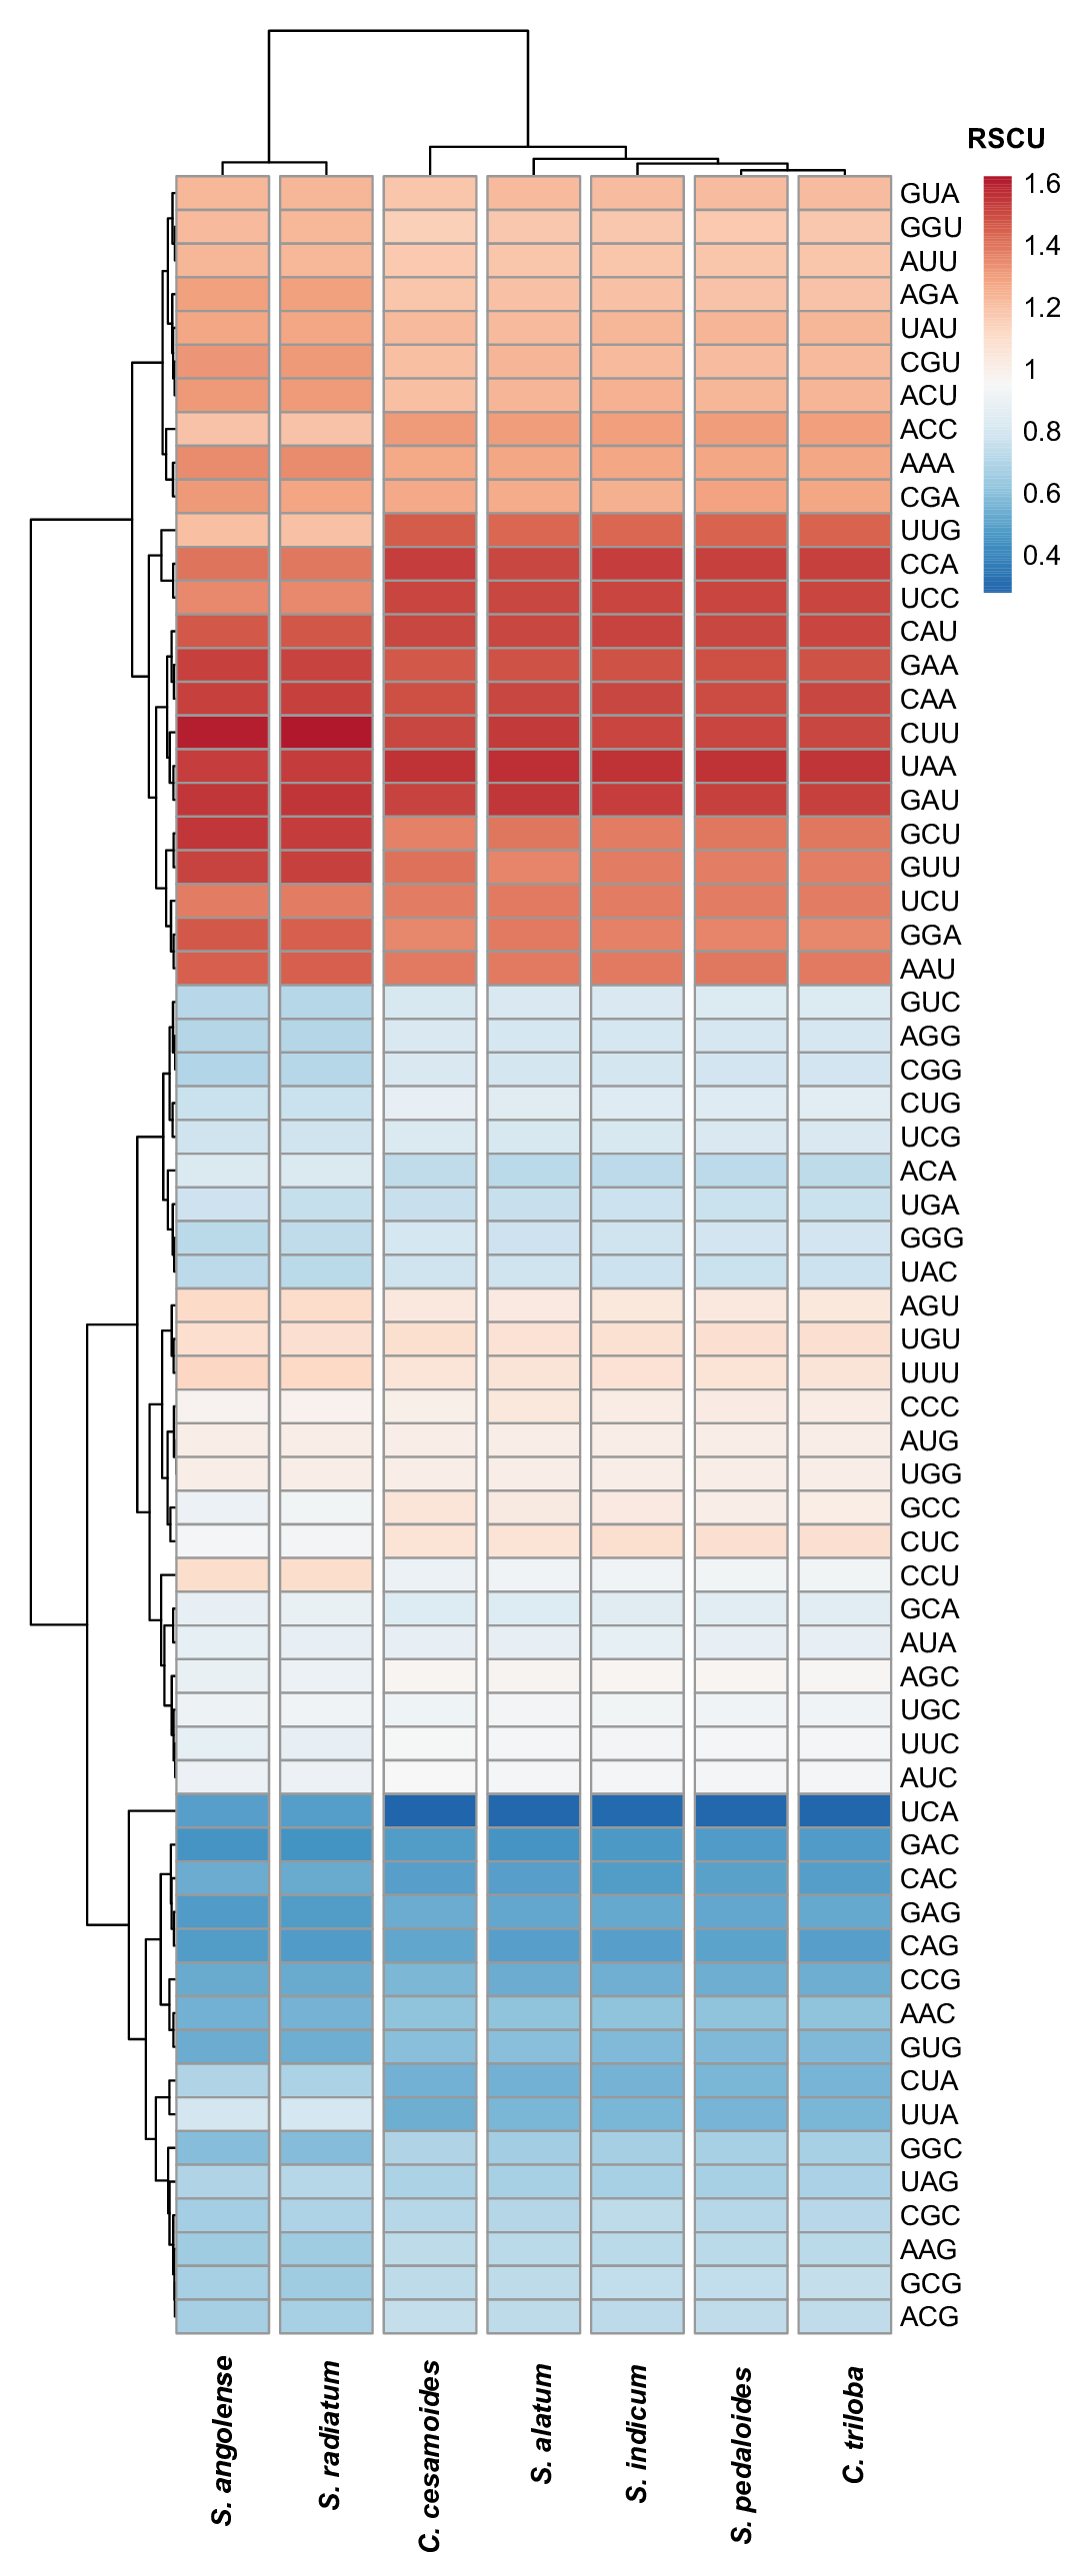 RSCU
1.6
1.4
1.2
1
0.8
0.6
0.4
GUA
GGU
AUU
AGA
UAU
CGU
ACU
ACC
AAA
CGA
UUG
CCA
UCC
CAU
GAA
CAA
CUU
UAA
GAU
GCU
GUU
UCU
GGA
AAU
GUC
AGG
CGG
CUG
UCG
ACA
UGA
GGG
UAC
AGU
UGU
UUU
CCC
AUG
UGG
GCC
CUC
CCU
GCA
AUA
AGC
UGC
UUC
AUC
UCA
GAC
CAC
GAG
CAG
CCG
AAC
GUG
CUA
UUA
GGC
UAG
CGC
AAG
GCG
ACG
S. angolense
S. radiatum
C. cesamoides
S. alatum
S. indicum
S. pedaloides
C. triloba